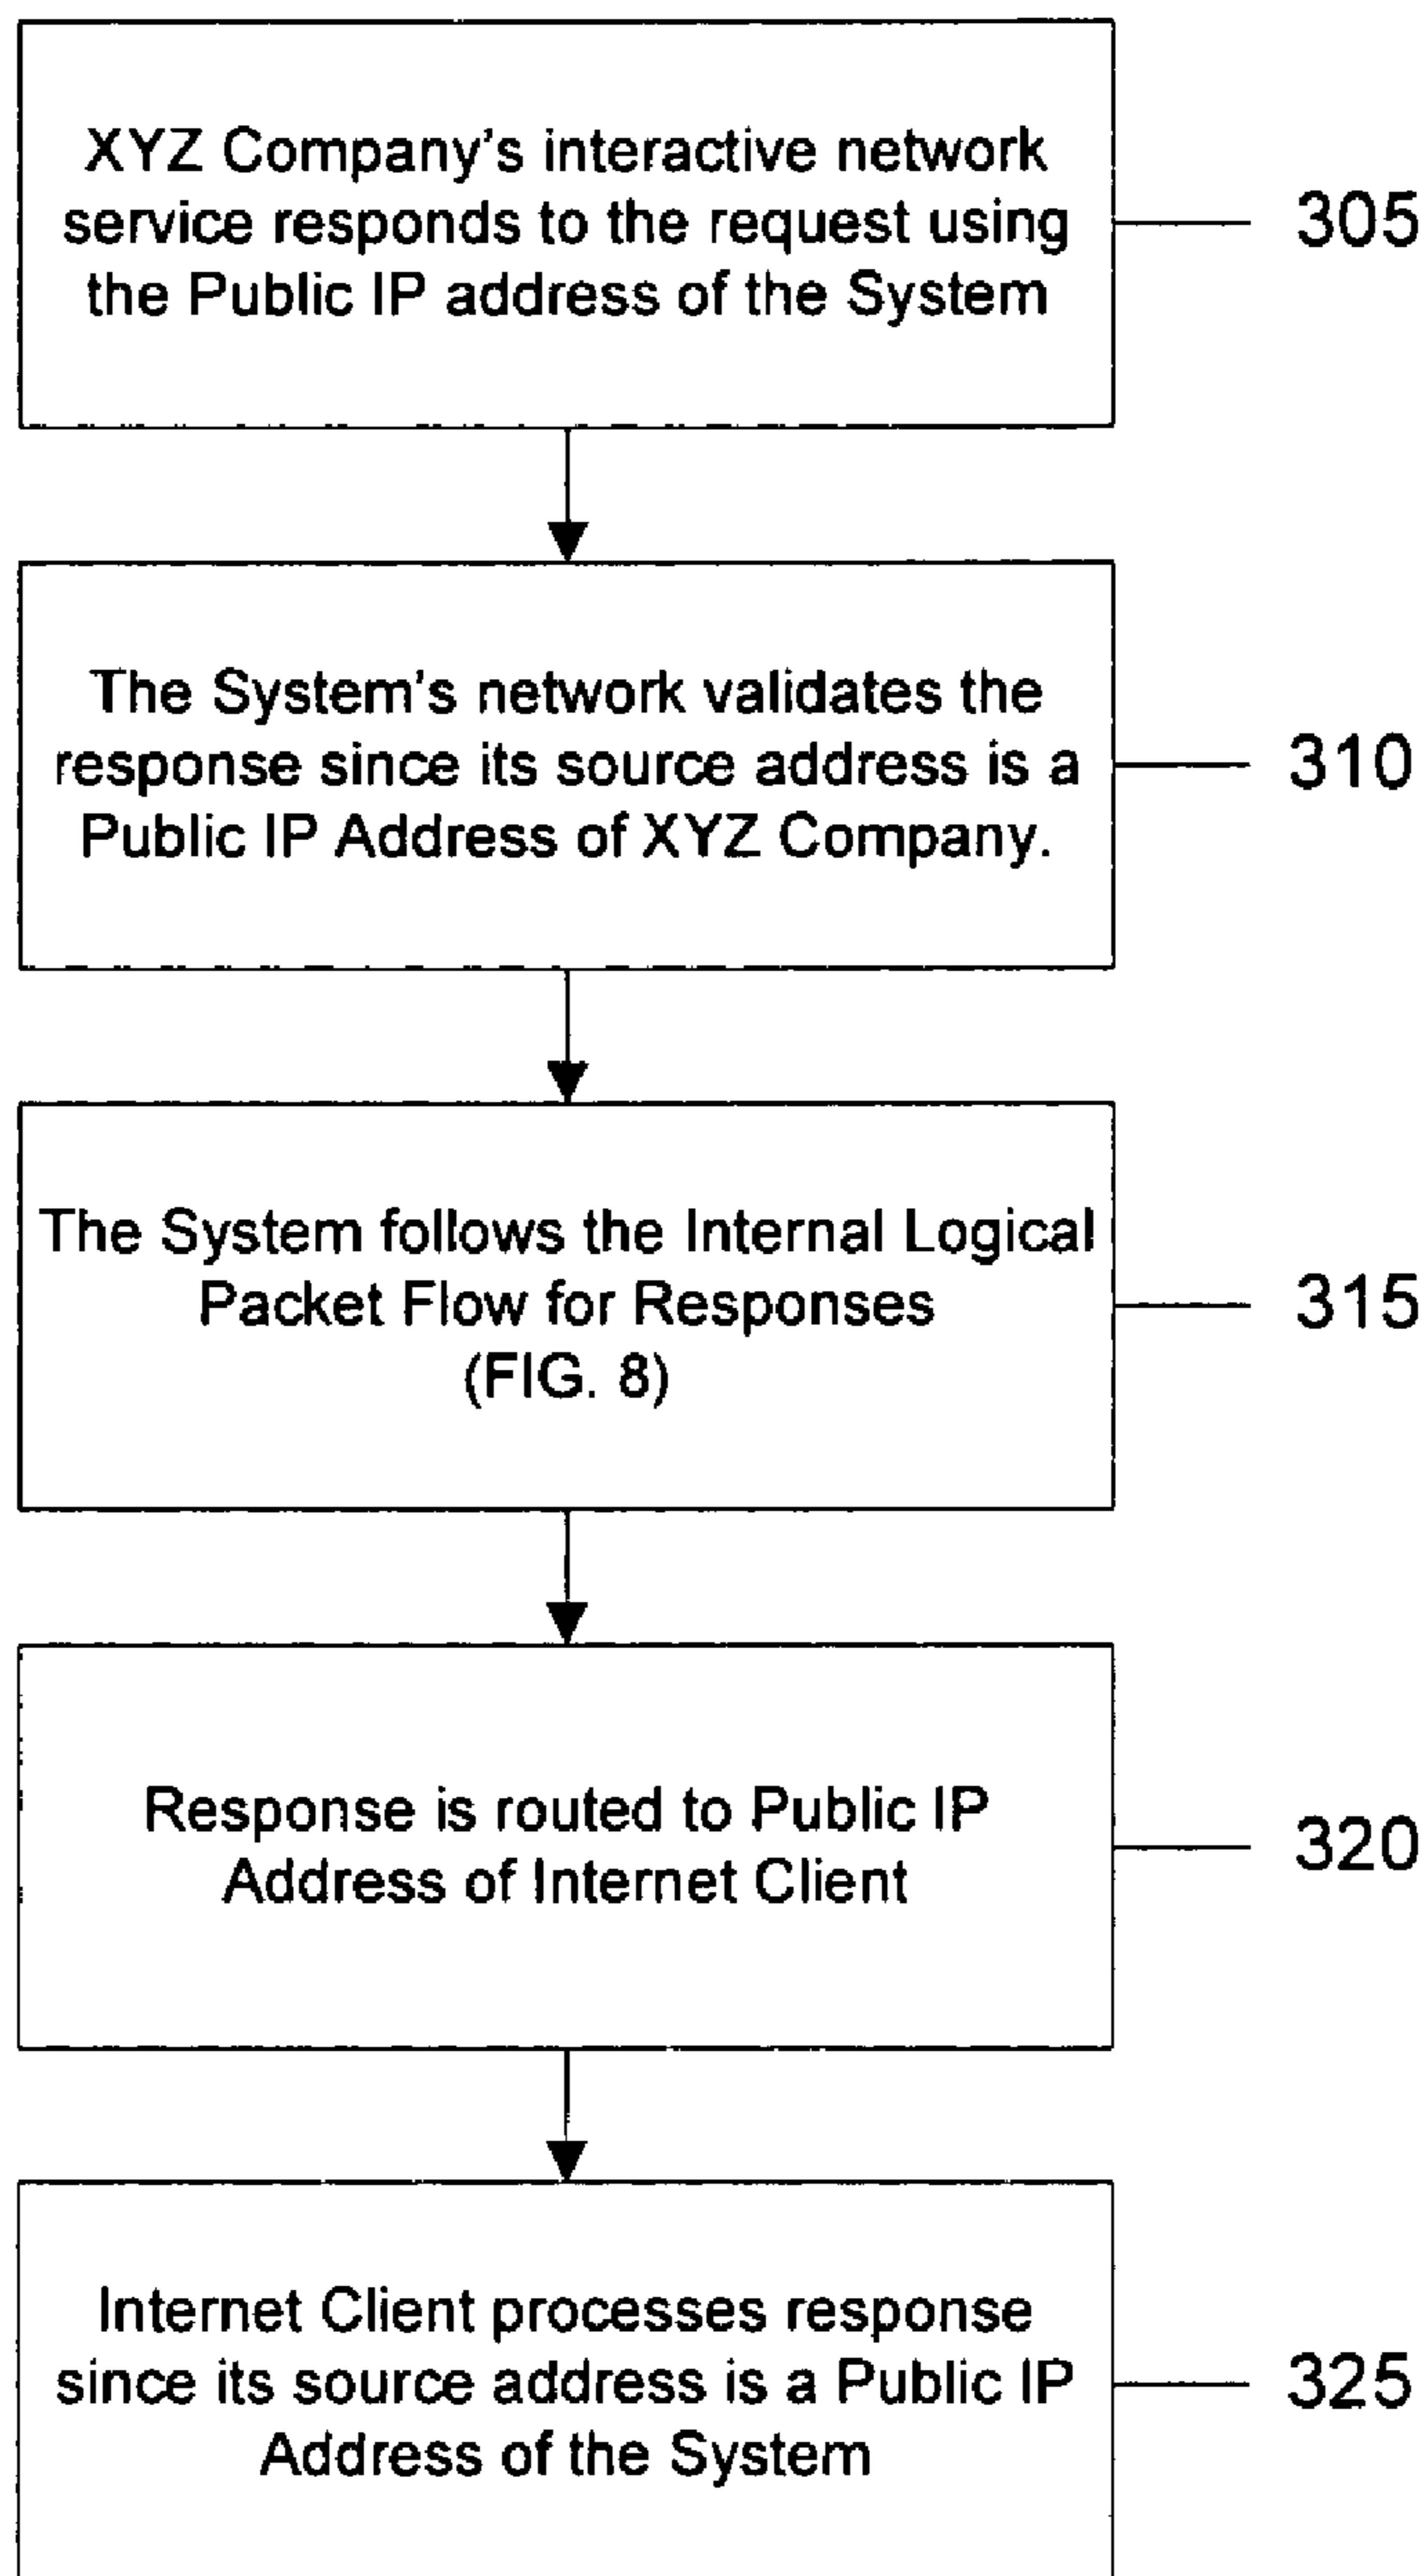 XYZ Company's interactive network
service responds to the request using
the Public IP address of the System
305
The System's network validates the
response since its source address is a
Public IP Address of XYZ Company.
310
The System follows the Internal Logical
Packet Flow for Responses
(FIG. 8)
315
Response is routed to Public IP
Address of Internet Client
320
Internet Client processes response
since its source address is a Public IP
Address of the System
325